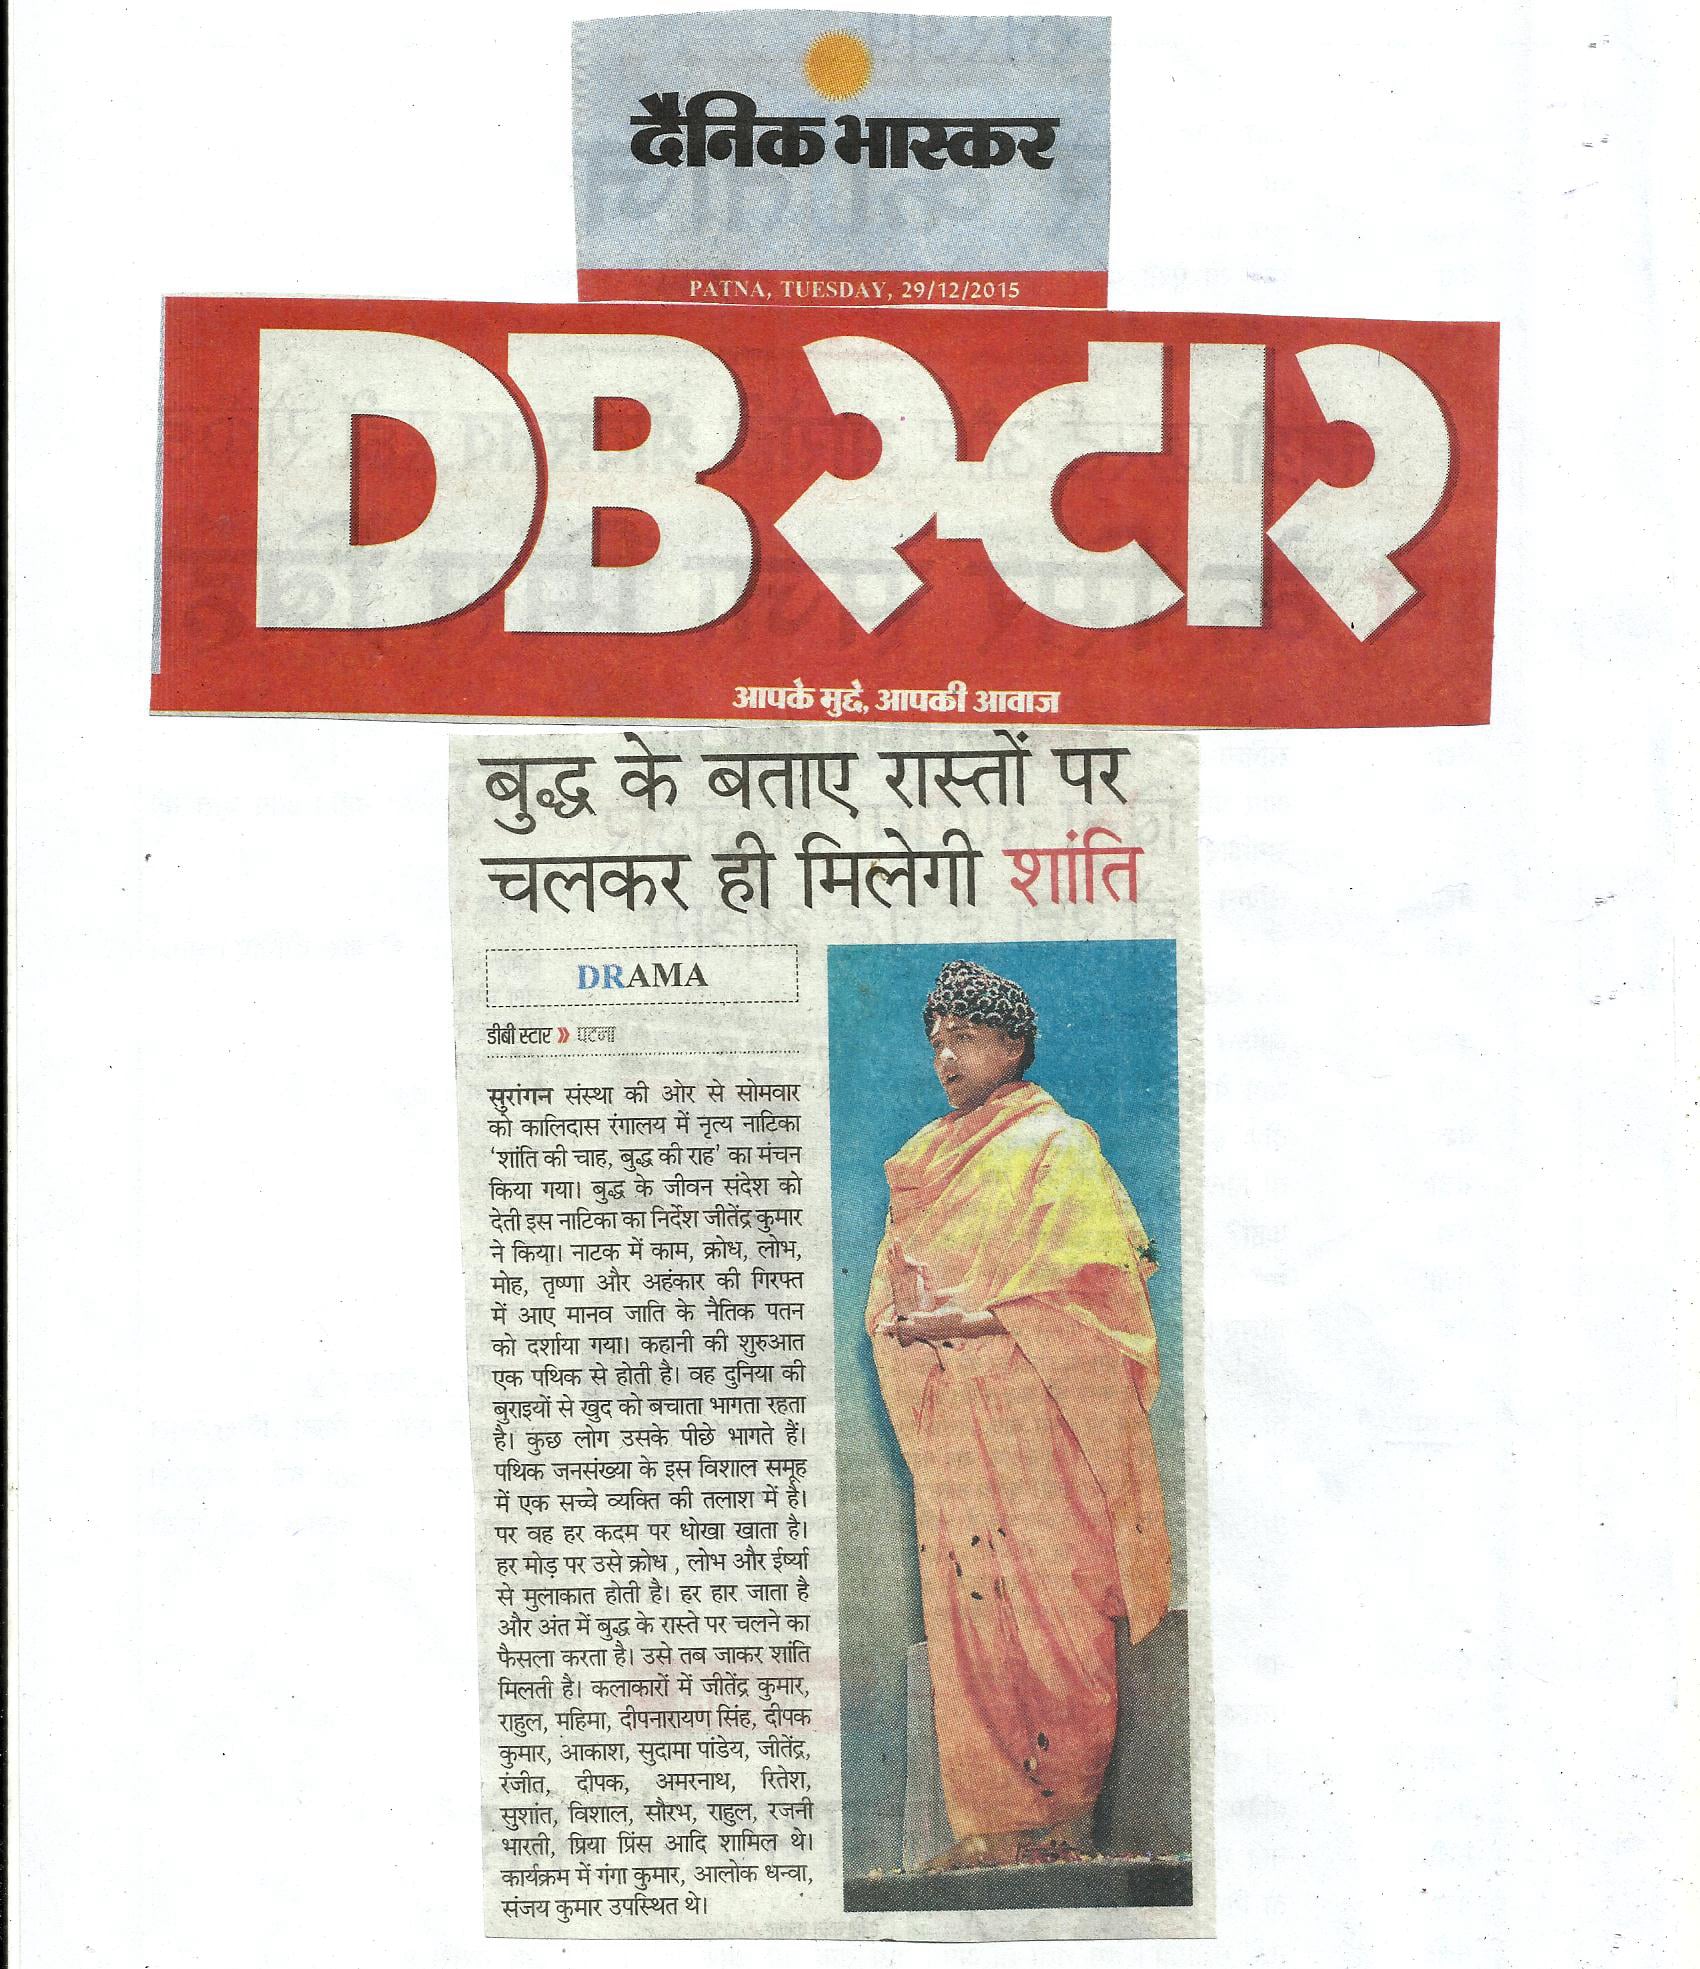 दैनिक भास्कर
PATNA, TUESDAY, 29/12/2015
DB स्टार
आपके मुद्दे, आपकी आवाज
बुद्ध के बताए रास्तों पर
चलकर ही मिलेगी शांति
DRAMA
डीबी स्टार » पटना
सुरांगन संस्था की ओर से सोमवार
को कालिदास रंगालय में नृत्य नाटिका
‘शांति की चाह, बुद्ध की राह’ का मंचन
किया गया। बुद्ध के जीवन संदेश को
देती इस नाटिका का निर्देश जीतेंद्र कुमार
ने किया। नाटक में काम, क्रोध, लोभ,
मोह, तृष्णा और अहंकार की गिरफ्त
में आए मानव जाति के नैतिक पतन
को दर्शाया गया। कहानी की शुरुआत
एक पथिक से होती है। वह दुनिया की
बुराइयों से खुद को बचाता भागता रहता
है। कुछ लोग उसके पीछे भागते हैं।
पथिक जनसंख्या के इस विशाल समूह
में एक सच्चे व्यक्ति की तलाश में है।
पर वह हर कदम पर धोखा खाता है।
हर मोड़ पर उसे क्रोध , लोभ और ईर्ष्या
से मुलाकात होती है। हर हार जाता है
और अंत में बुद्ध के रास्ते पर चलने का
फैसला करता है। उसे तब जाकर शांति
मिलती है। कलाकारों में जीतेंद्र कुमार,
राहुल, महिमा, दीपनारायण सिंह, दीपक
कुमार, आकाश, सुदामा पांडेय, जीतेंद्र,
रंजीत, दीपक, अमरनाथ, रितेश,
सुशांत, विशाल, सौरभ, राहुल, रजनी
भारती, प्रिया प्रिंस आदि शामिल थे।
कार्यक्रम में गंगा कुमार, आलोक धन्वा,
संजय कुमार उपस्थित थे।